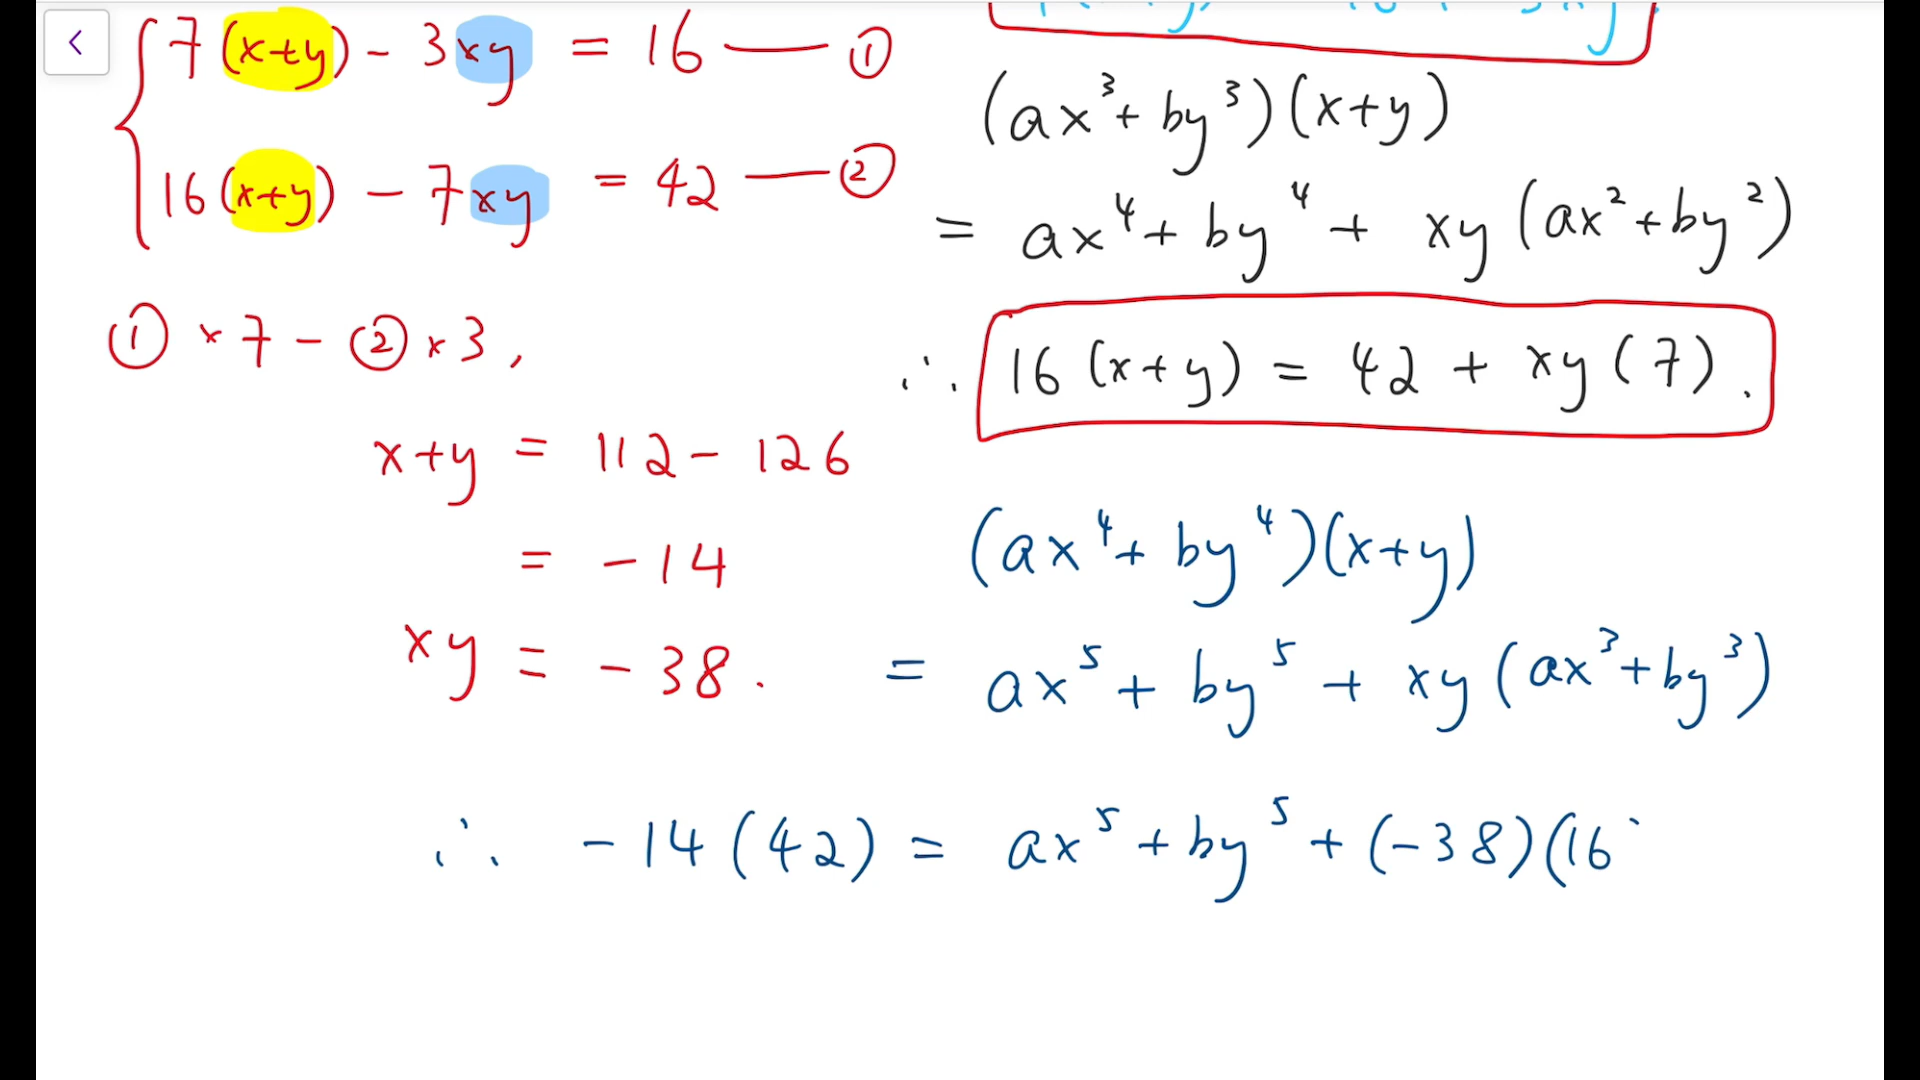 7(x+y) - 3xy = 16 —— ①
16(x+y) - 7xy = 42 —— ②
① × 7 - ② × 3,
x+y = 112 - 126
= -14
xy = -38.
(ax³ + by³)(x+y)
= ax⁴ + by⁴ + xy(ax² + by²)
∴ 16(x+y) = 42 + xy(7).
(ax⁴ + by⁴)(x+y)
= ax⁵ + by⁵ + xy(ax³ + by³)
∴ -14(42) = ax⁵ + by⁵ + (-38)(16